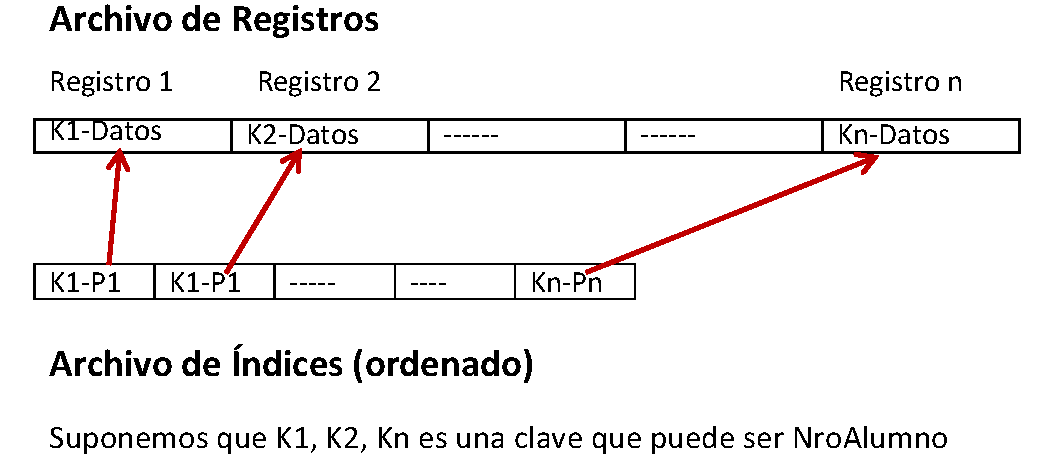 Archivo de Registros
Registro 1 Registro 2 Registro n
K1-Datos K2-Datos ------ ------ Kn-Datos
K1-P1 K1-P1 ----- ---- Kn-Pn
Archivo de Índices (ordenado)
Suponemos que K1, K2, Kn es una clave que puede ser NroAlumno